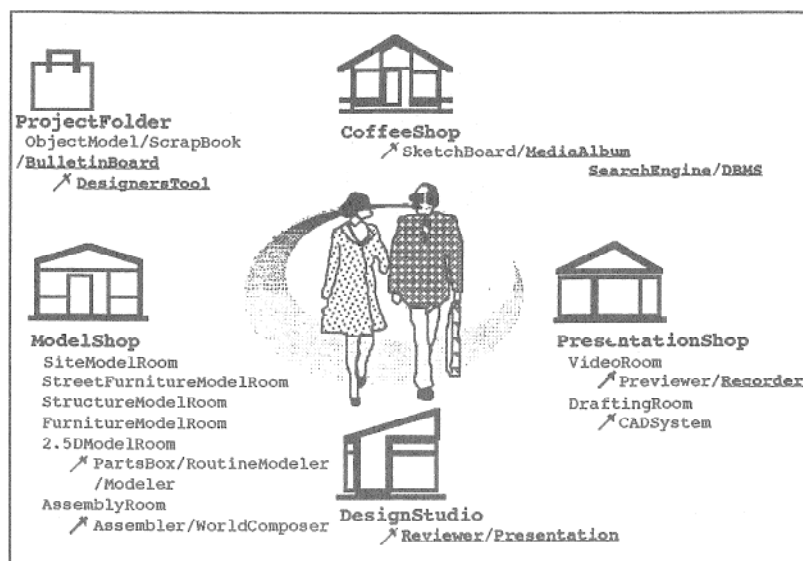 ProjectFolder
ObjectModel/ScrapBook
/BulletinBoard
DesignersTool
CoffeeShop
SketchBoard/MediaAlbum
SearchEngine/DBMS
ModelShop
SiteModelRoom
StreetFurnitureModelRoom
StructureModelRoom
FurnitureModelRoom
2.5DModelRoom
PartsBox/RoutineModeler
/Modeler
AssemblyRoom
Assembler/WorldComposer
PresentationShop
VideoRoom
Previewer/Recorder
DraftingRoom
CADSystem
DesignStudio
Reviewer/Presentation